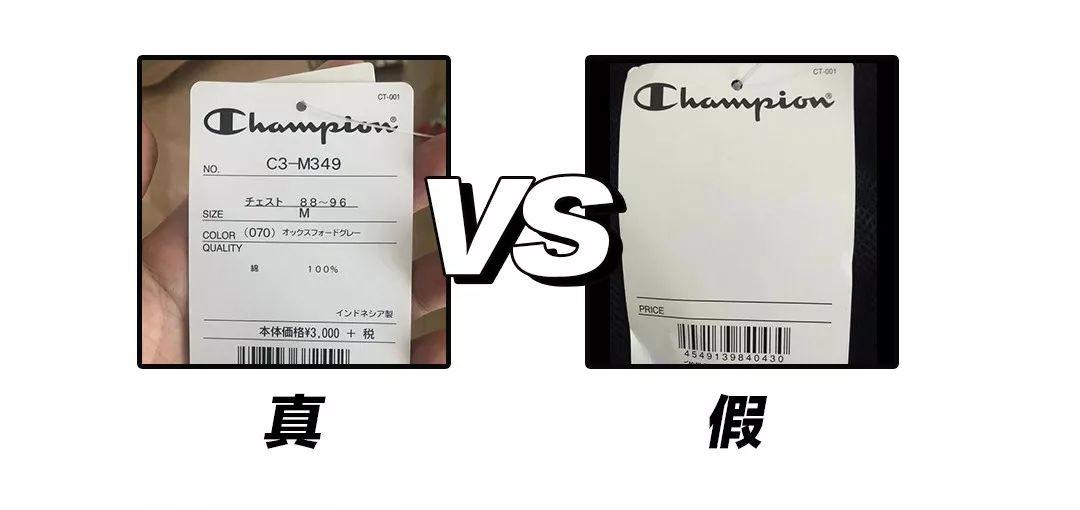 CT-001
Champion®
NO. C3-M349
チェスト 88~96
SIZE M
COLOR (070) オックスフォードグレー
QUALITY
綿 100%
インドネシア製
本体価格¥3,000 + 税
VS
CT-001
Champion®
PRICE
4549139840430
真
假